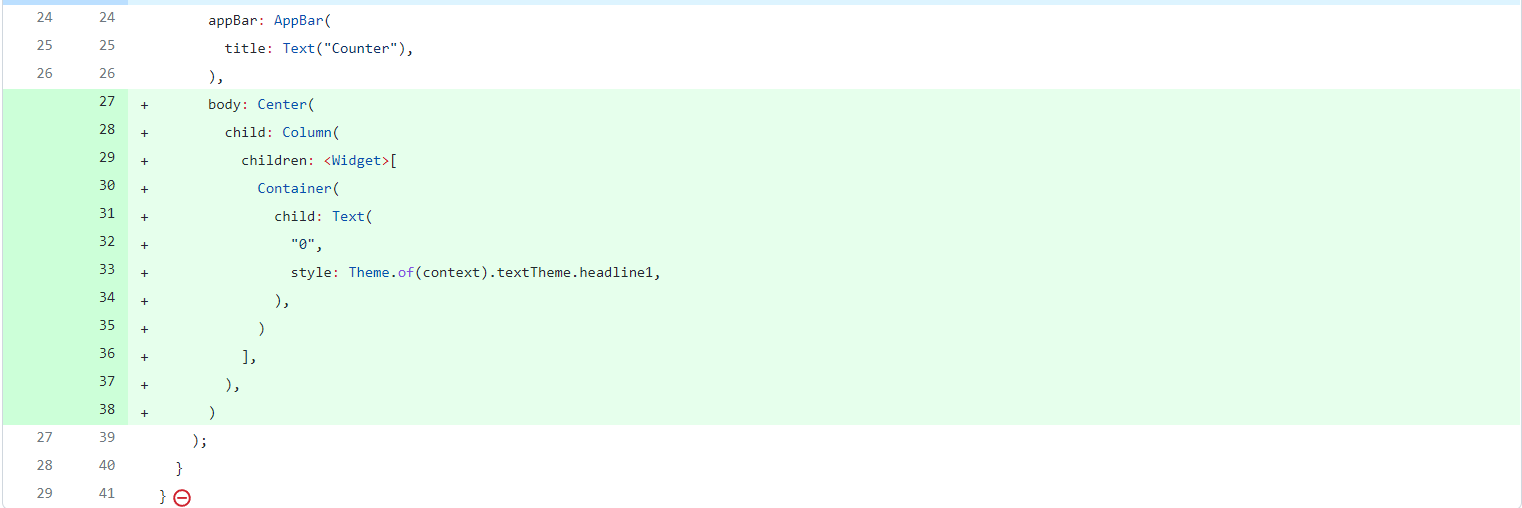 24 24 appBar: AppBar(
25 25 title: Text("Counter"),
26 26 ),
27 + body: Center(
28 + child: Column(
29 + children: <Widget>[
30 + Container(
31 + child: Text(
32 + "0",
33 + style: Theme.of(context).textTheme.headline1,
34 + ),
35 + )
36 + ],
37 + ),
38 + )
27 39 );
28 40 }
29 41 }